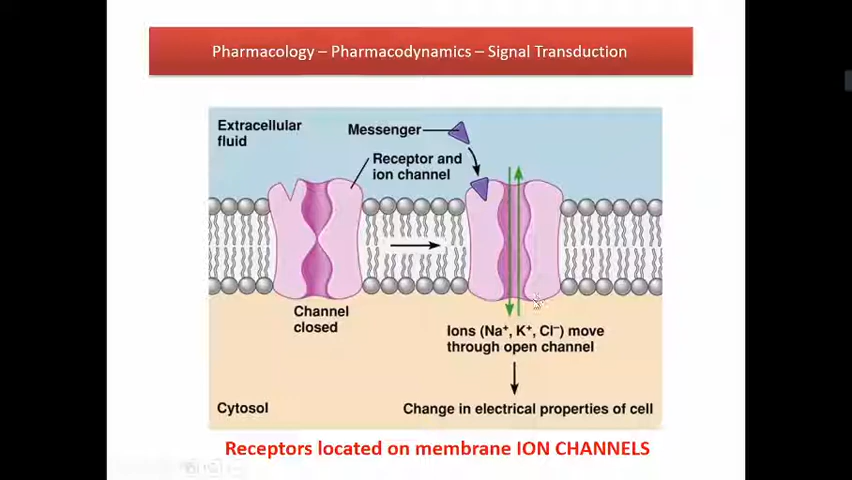 Pharmacology – Pharmacodynamics – Signal Transduction
Extracellular
fluid
Messenger
Receptor and
ion channel
Channel
closed
Ions (Na⁺, K⁺, Cl⁻) move
through open channel
Cytosol
Change in electrical properties of cell
Receptors located on membrane ION CHANNELS